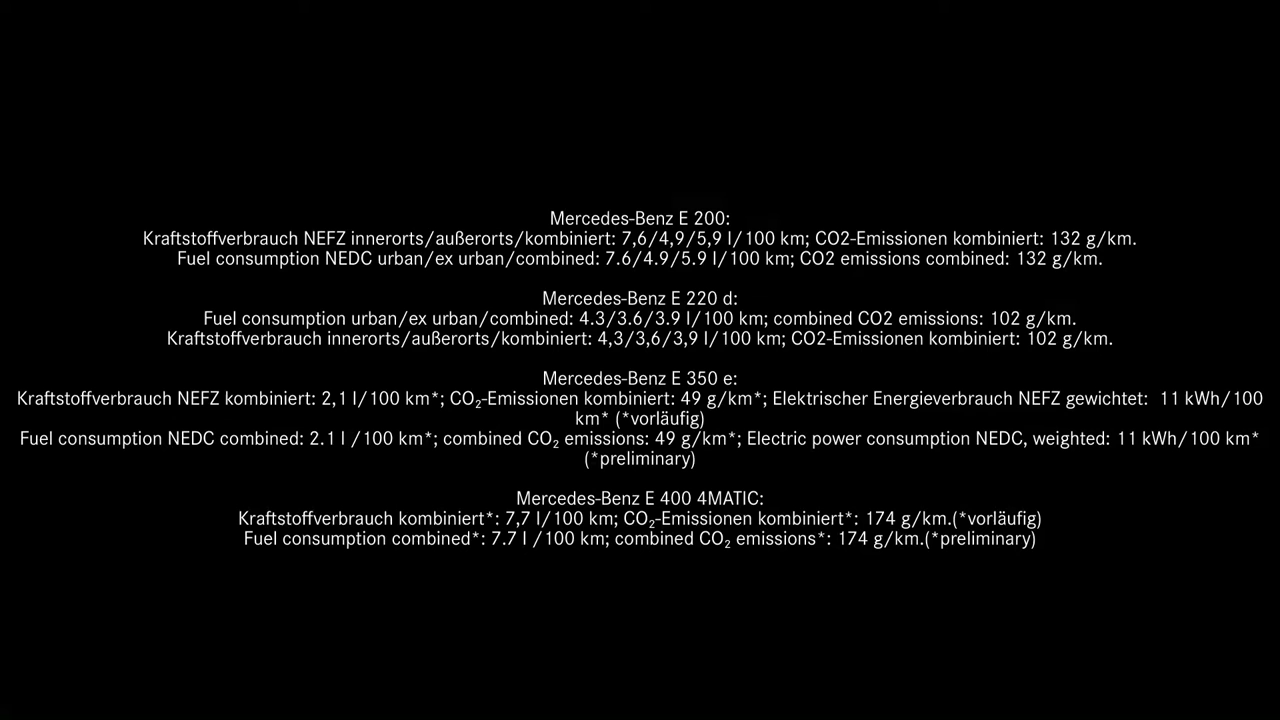 Mercedes-Benz E 200:
Kraftstoffverbrauch NEFZ innerorts/außerorts/kombiniert: 7,6/4,9/5,9 l/100 km; CO2-Emissionen kombiniert: 132 g/km.
Fuel consumption NEDC urban/ex urban/combined: 7.6/4.9/5.9 l/100 km; CO2 emissions combined: 132 g/km.
Mercedes-Benz E 220 d:
Fuel consumption urban/ex urban/combined: 4.3/3.6/3.9 l/100 km; combined CO2 emissions: 102 g/km.
Kraftstoffverbrauch innerorts/außerorts/kombiniert: 4,3/3,6/3,9 l/100 km; CO2-Emissionen kombiniert: 102 g/km.
Mercedes-Benz E 350 e:
Kraftstoffverbrauch NEFZ kombiniert: 2,1 l/100 km*; CO₂-Emissionen kombiniert: 49 g/km*; Elektrischer Energieverbrauch NEFZ gewichtet: 11 kWh/100
km* (*vorläufig)
Fuel consumption NEDC combined: 2.1 l /100 km*; combined CO₂ emissions: 49 g/km*; Electric power consumption NEDC, weighted: 11 kWh/100 km*
(*preliminary)
Mercedes-Benz E 400 4MATIC:
Kraftstoffverbrauch kombiniert*: 7,7 l/100 km; CO₂-Emissionen kombiniert*: 174 g/km.(*vorläufig)
Fuel consumption combined*: 7.7 l /100 km; combined CO₂ emissions*: 174 g/km.(*preliminary)